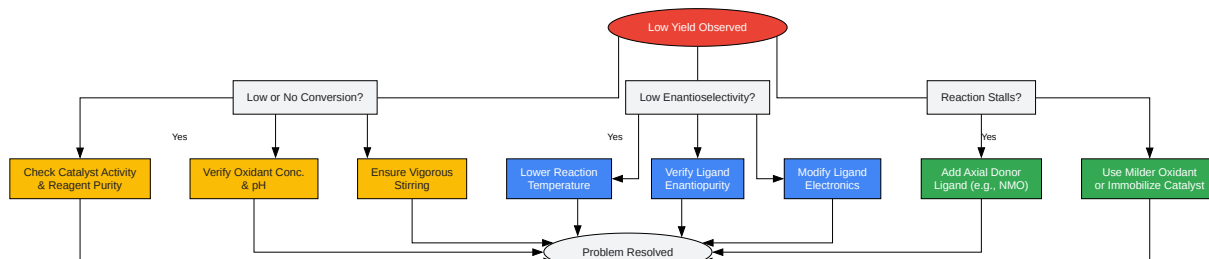 Low Yield Observed
Low or No Conversion?
Low Enantioselectivity?
Reaction Stalls?
Yes
Yes
Yes
Check Catalyst Activity
& Reagent Purity
Verify Oxidant Conc.
& pH
Ensure Vigorous
Stirring
Lower Reaction
Temperature
Verify Ligand
Enantiopurity
Modify Ligand
Electronics
Add Axial Donor
Ligand (e.g., NMO)
Use Milder Oxidant
or Immobilize Catalyst
Problem Resolved